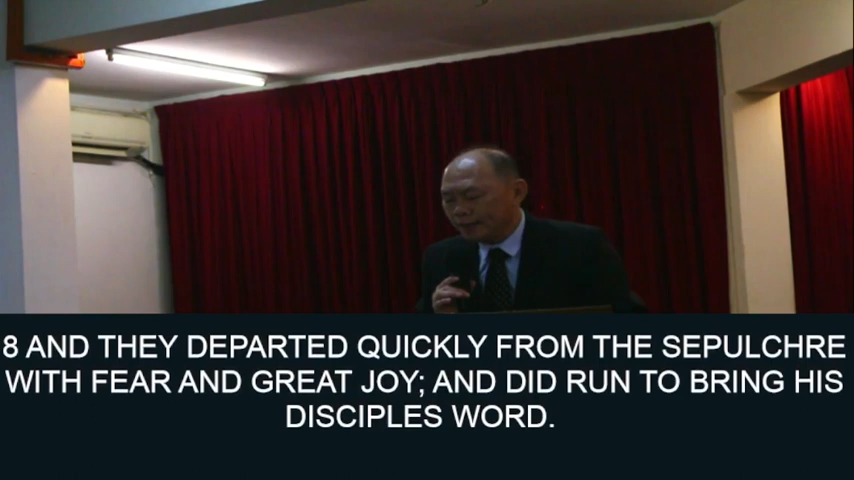 8 AND THEY DEPARTED QUICKLY FROM THE SEPULCHRE
WITH FEAR AND GREAT JOY; AND DID RUN TO BRING HIS
DISCIPLES WORD.